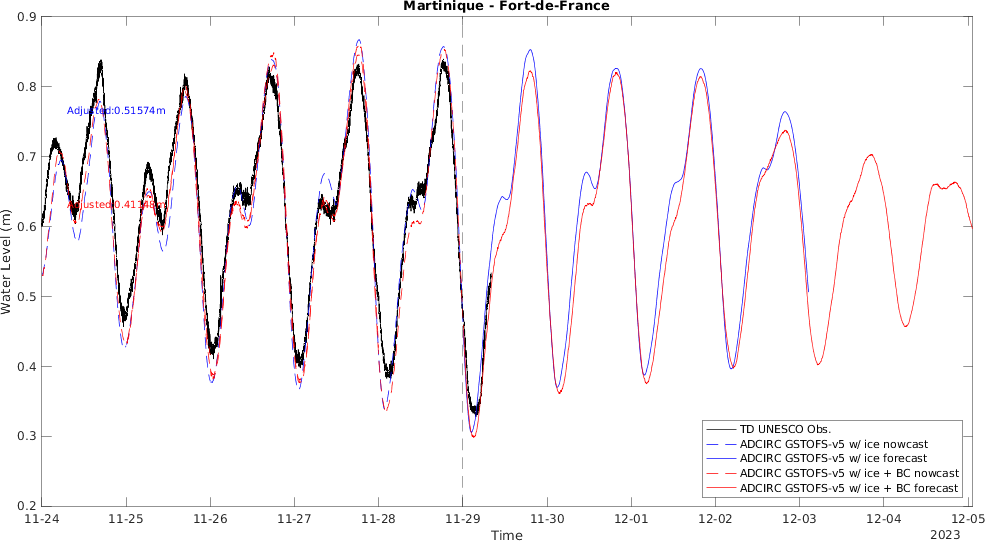 Martinique - Fort-de-France
0.9
0.8
0.7
0.6
0.5
0.4
0.3
0.2
Water Level (m)
Adjusted:0.51574m
TD UNESCO Obs.
ADCIRC GSTOFS-v5 w/ ice nowcast
ADCIRC GSTOFS-v5 w/ ice forecast
ADCIRC GSTOFS-v5 w/ ice + BC nowcast
ADCIRC GSTOFS-v5 w/ ice + BC forecast
11-24 11-25 11-26 11-27 11-28 11-29 11-30 12-01 12-02 12-03 12-04 12-05
Time
2023